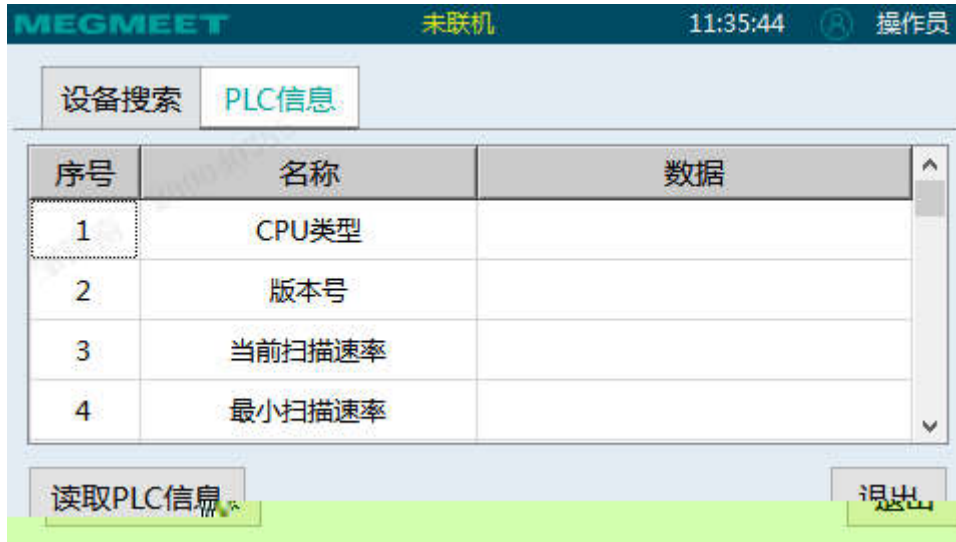 MEGMEET 未联机 11:35:44 操作员
设备搜索 PLC信息
序号 名称 数据
1 CPU类型
2 版本号
3 当前扫描速率
4 最小扫描速率
读取PLC信息 退出